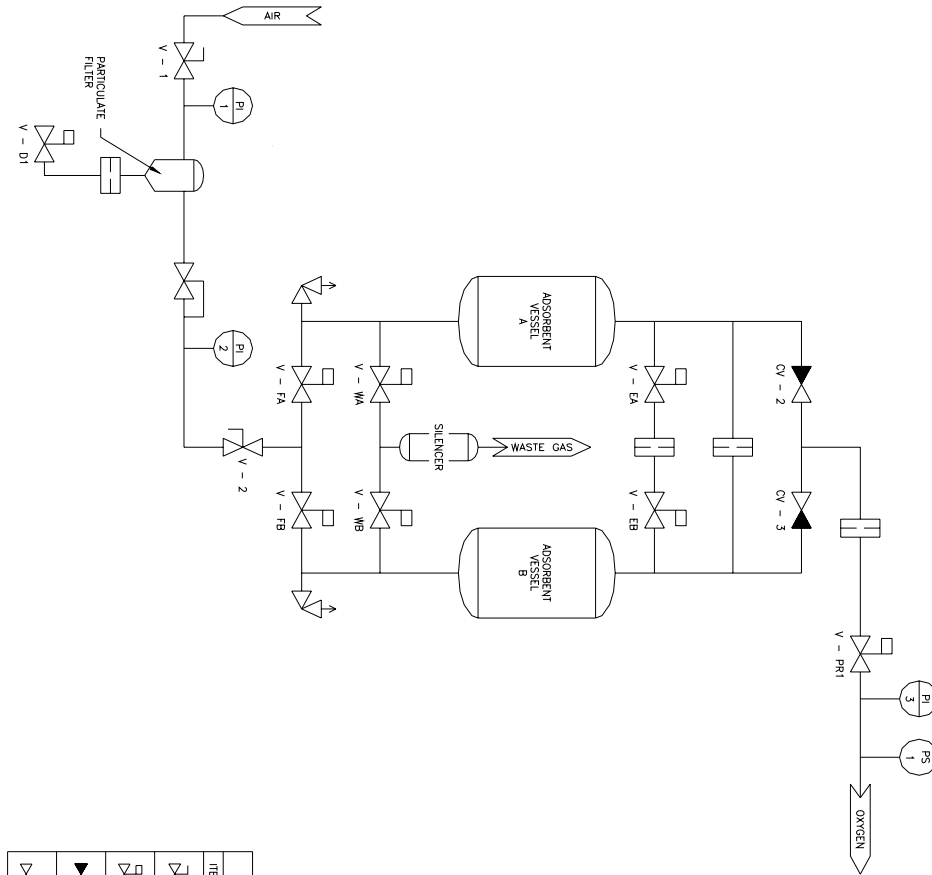 AIR
V - 1
PI
1
PARTICULATE
FILTER
V - D1
PI
2
V - 2
V - FA
V - WA
V - FB
V - WB
SILENCER
WASTE GAS
ADSORBENT
VESSEL
A
ADSORBENT
VESSEL
B
V - EA
V - EB
CV - 2
CV - 3
V - PR1
PI
3
PS
1
OXYGEN